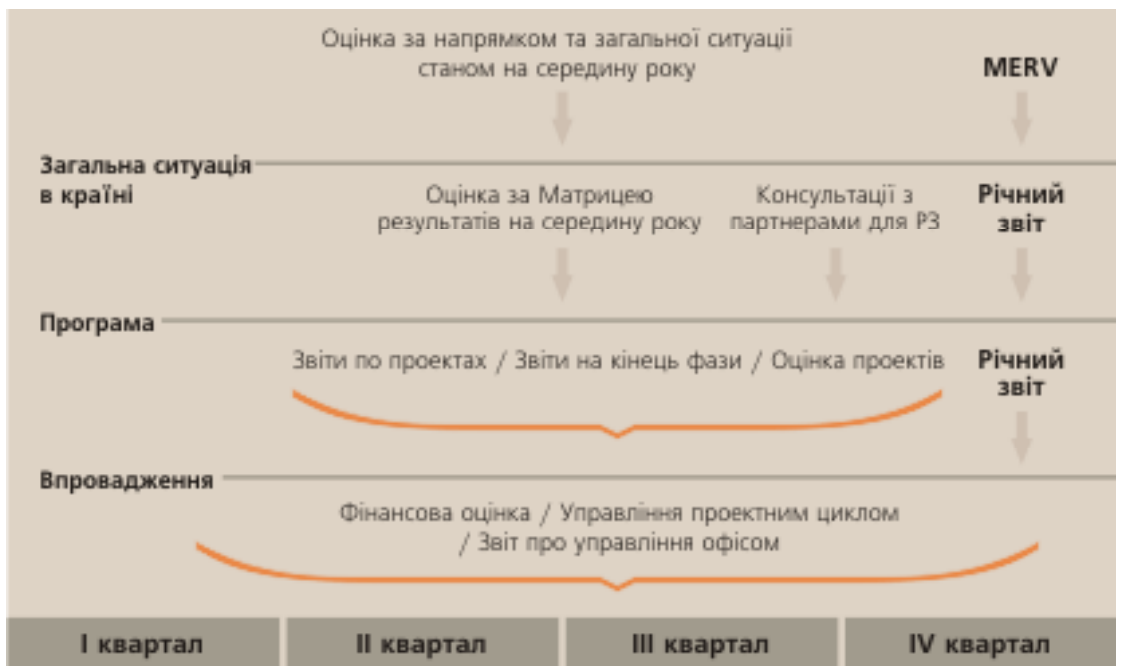 Оцінка за напрямком та загальної ситуації
станом на середину року
MERV
Загальна ситуація
в країні
Оцінка за Матрицею
результатів на середину року
Консультації з
партнерами для РЗ
Річний
звіт
Програма
Звіти по проектах / Звіти на кінець фази / Оцінка проектів
Річний
звіт
Впровадження
Фінансова оцінка / Управління проектним циклом
/ Звіт про управління офісом
I квартал
II квартал
III квартал
IV квартал